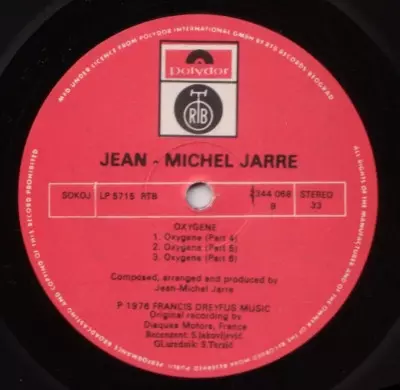 MFD UNDER LICENCE FROM POLYDOR INTERNATIONAL GMBH BY RTB RECORDS BEOGRAD
Polydor
RTB
JEAN - MICHEL JARRE
SOKOJ LP 5715 RTB 2344 068 STEREO
B 33
OXYGENE
1. Oxygene (Part 4)
2. Oxygene (Part 5)
3. Oxygene (Part 6)
Composed, arranged and produced by
Jean-Michel Jarre
P 1976 FRANCIS DREYFUS MUSIC
Original recording by
Disques Motors, France
Recenzent: S.Jakovljević
Gl.urednik: S.Terzić
ALL RIGHTS OF THE MANUFACTURER AND OF THE OWNER OF THE RECORDED WORK RESERVED PUBLIC PERFORMANCE BROADCASTING AND COPYING OF THIS RECORD PROHIBITED